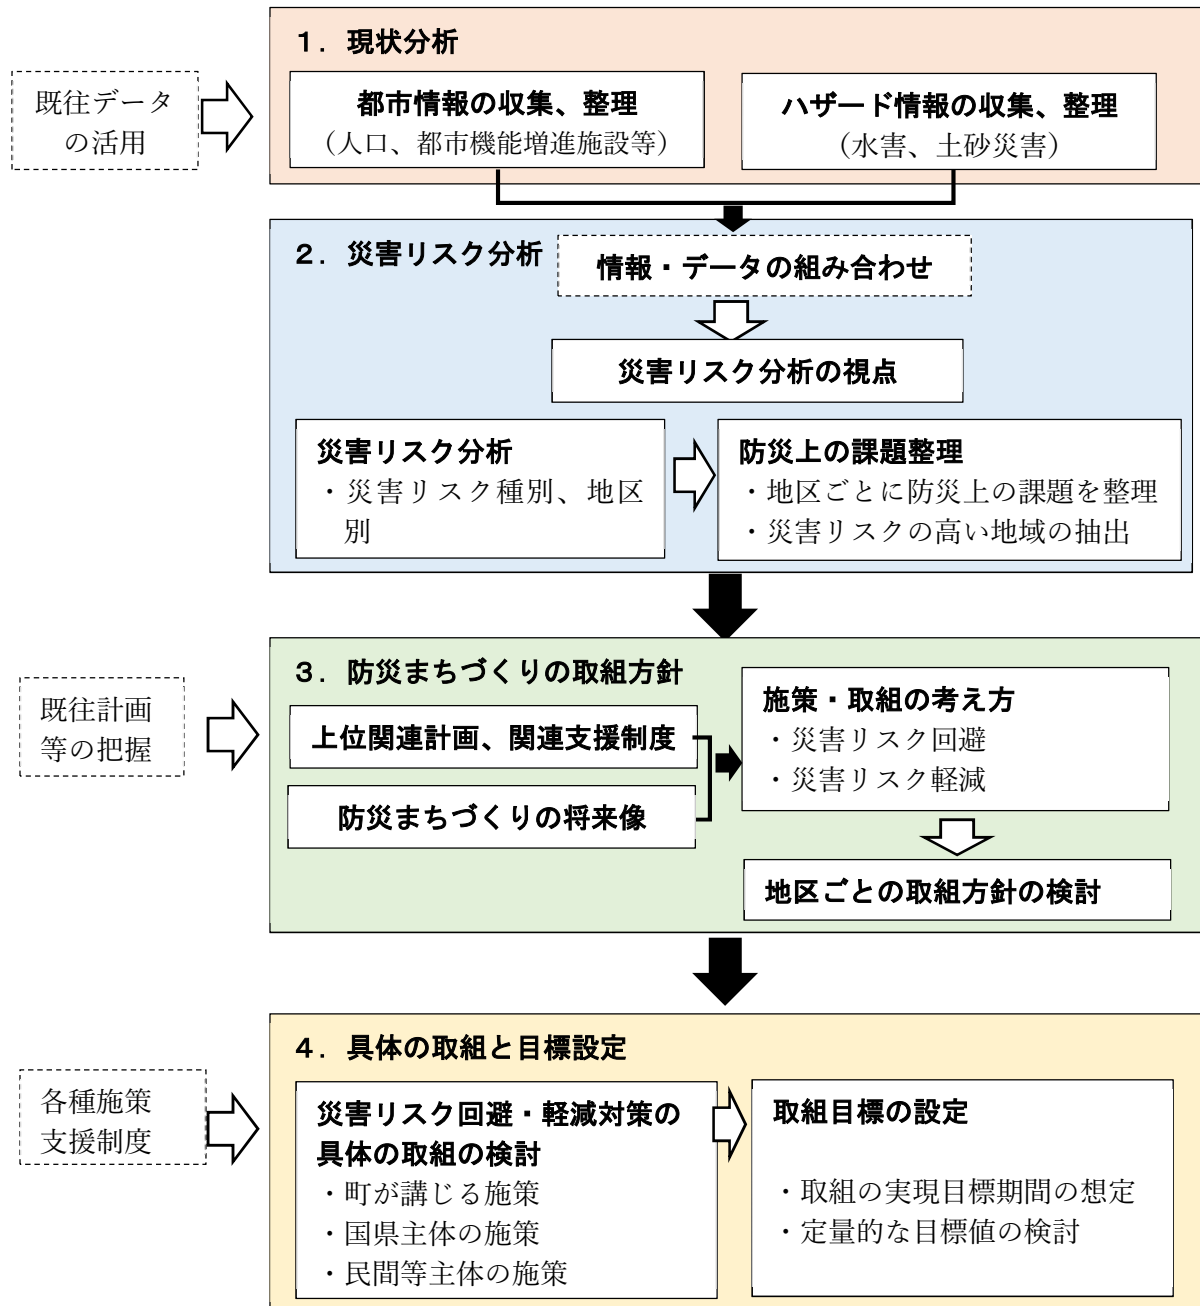 １．現状分析
既往データ
の活用
都市情報の収集、整理
（人口、都市機能増進施設等）
ハザード情報の収集、整理
（水害、土砂災害）
２．災害リスク分析
情報・データの組み合わせ
災害リスク分析の視点
災害リスク分析
・災害リスク種別、地区
別
防災上の課題整理
・地区ごとに防災上の課題を整理
・災害リスクの高い地域の抽出
３．防災まちづくりの取組方針
既往計画
等の把握
上位関連計画、関連支援制度
防災まちづくりの将来像
施策・取組の考え方
・災害リスク回避
・災害リスク軽減
地区ごとの取組方針の検討
４．具体の取組と目標設定
各種施策
支援制度
災害リスク回避・軽減対策の
具体の取組の検討
・町が講じる施策
・国県主体の施策
・民間等主体の施策
取組目標の設定
・取組の実現目標期間の想定
・定量的な目標値の検討